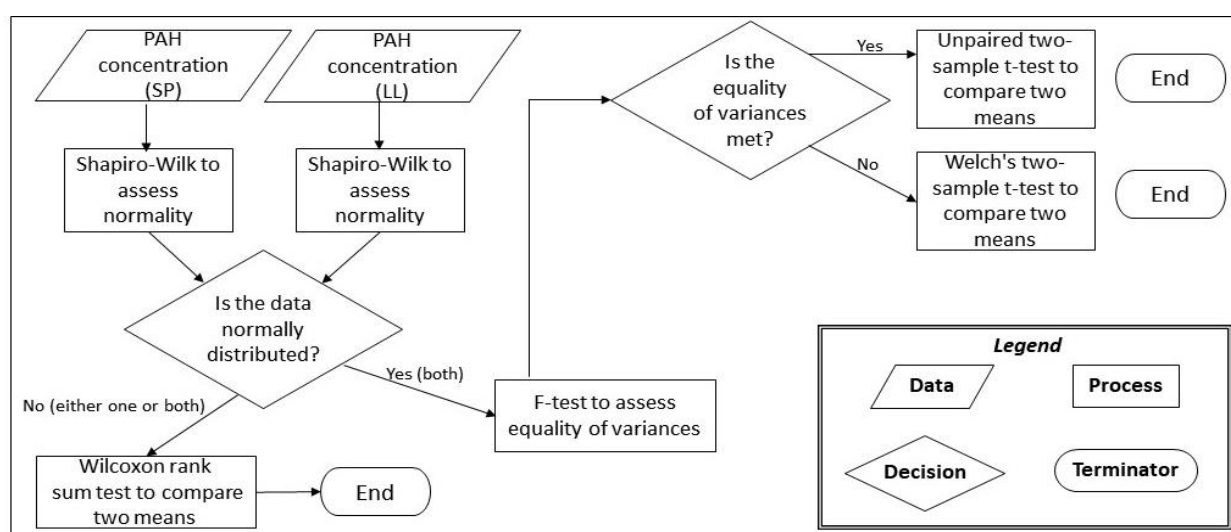 PAH
concentration
(SP)
PAH
concentration
(LL)
Shapiro-Wilk to
assess
normality
Shapiro-Wilk to
assess
normality
Is the data
normally
distributed?
No (either one or both)
Yes (both)
Wilcoxon rank
sum test to compare
two means
End
F-test to assess
equality of variances
Is the
equality
of variances
met?
Yes
Unpaired two-
sample t-test to
compare two
means
End
No
Welch's two-
sample t-test to
compare two
means
End
Legend
Data
Process
Decision
Terminator